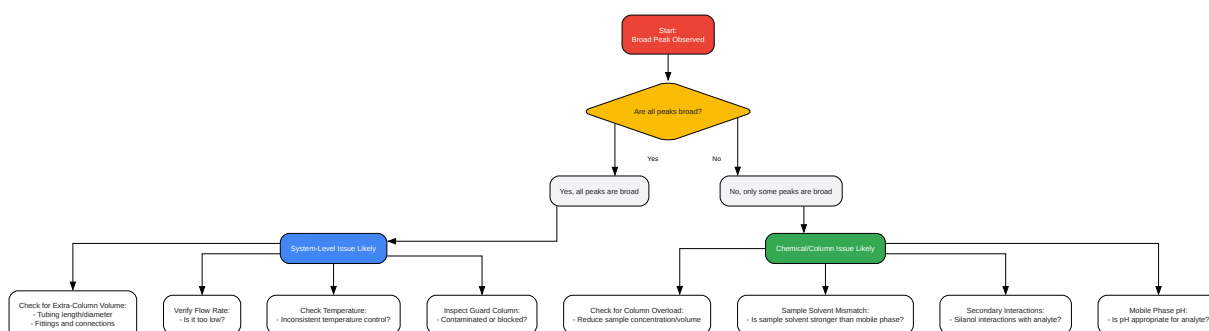 Start:
Broad Peak Observed
Are all peaks broad?
Yes
No
Yes, all peaks are broad
No, only some peaks are broad
System-Level Issue Likely
Chemical/Column Issue Likely
Check for Extra-Column Volume:
- Tubing length/diameter
- Fittings and connections
Verify Flow Rate:
- Is it too low?
Check Temperature:
- Inconsistent temperature control?
Inspect Guard Column:
- Contaminated or blocked?
Check for Column Overload:
- Reduce sample concentration/volume
Sample Solvent Mismatch:
- Is sample solvent stronger than mobile phase?
Secondary Interactions:
- Silanol interactions with analyte?
Mobile Phase pH:
- Is pH appropriate for analyte?